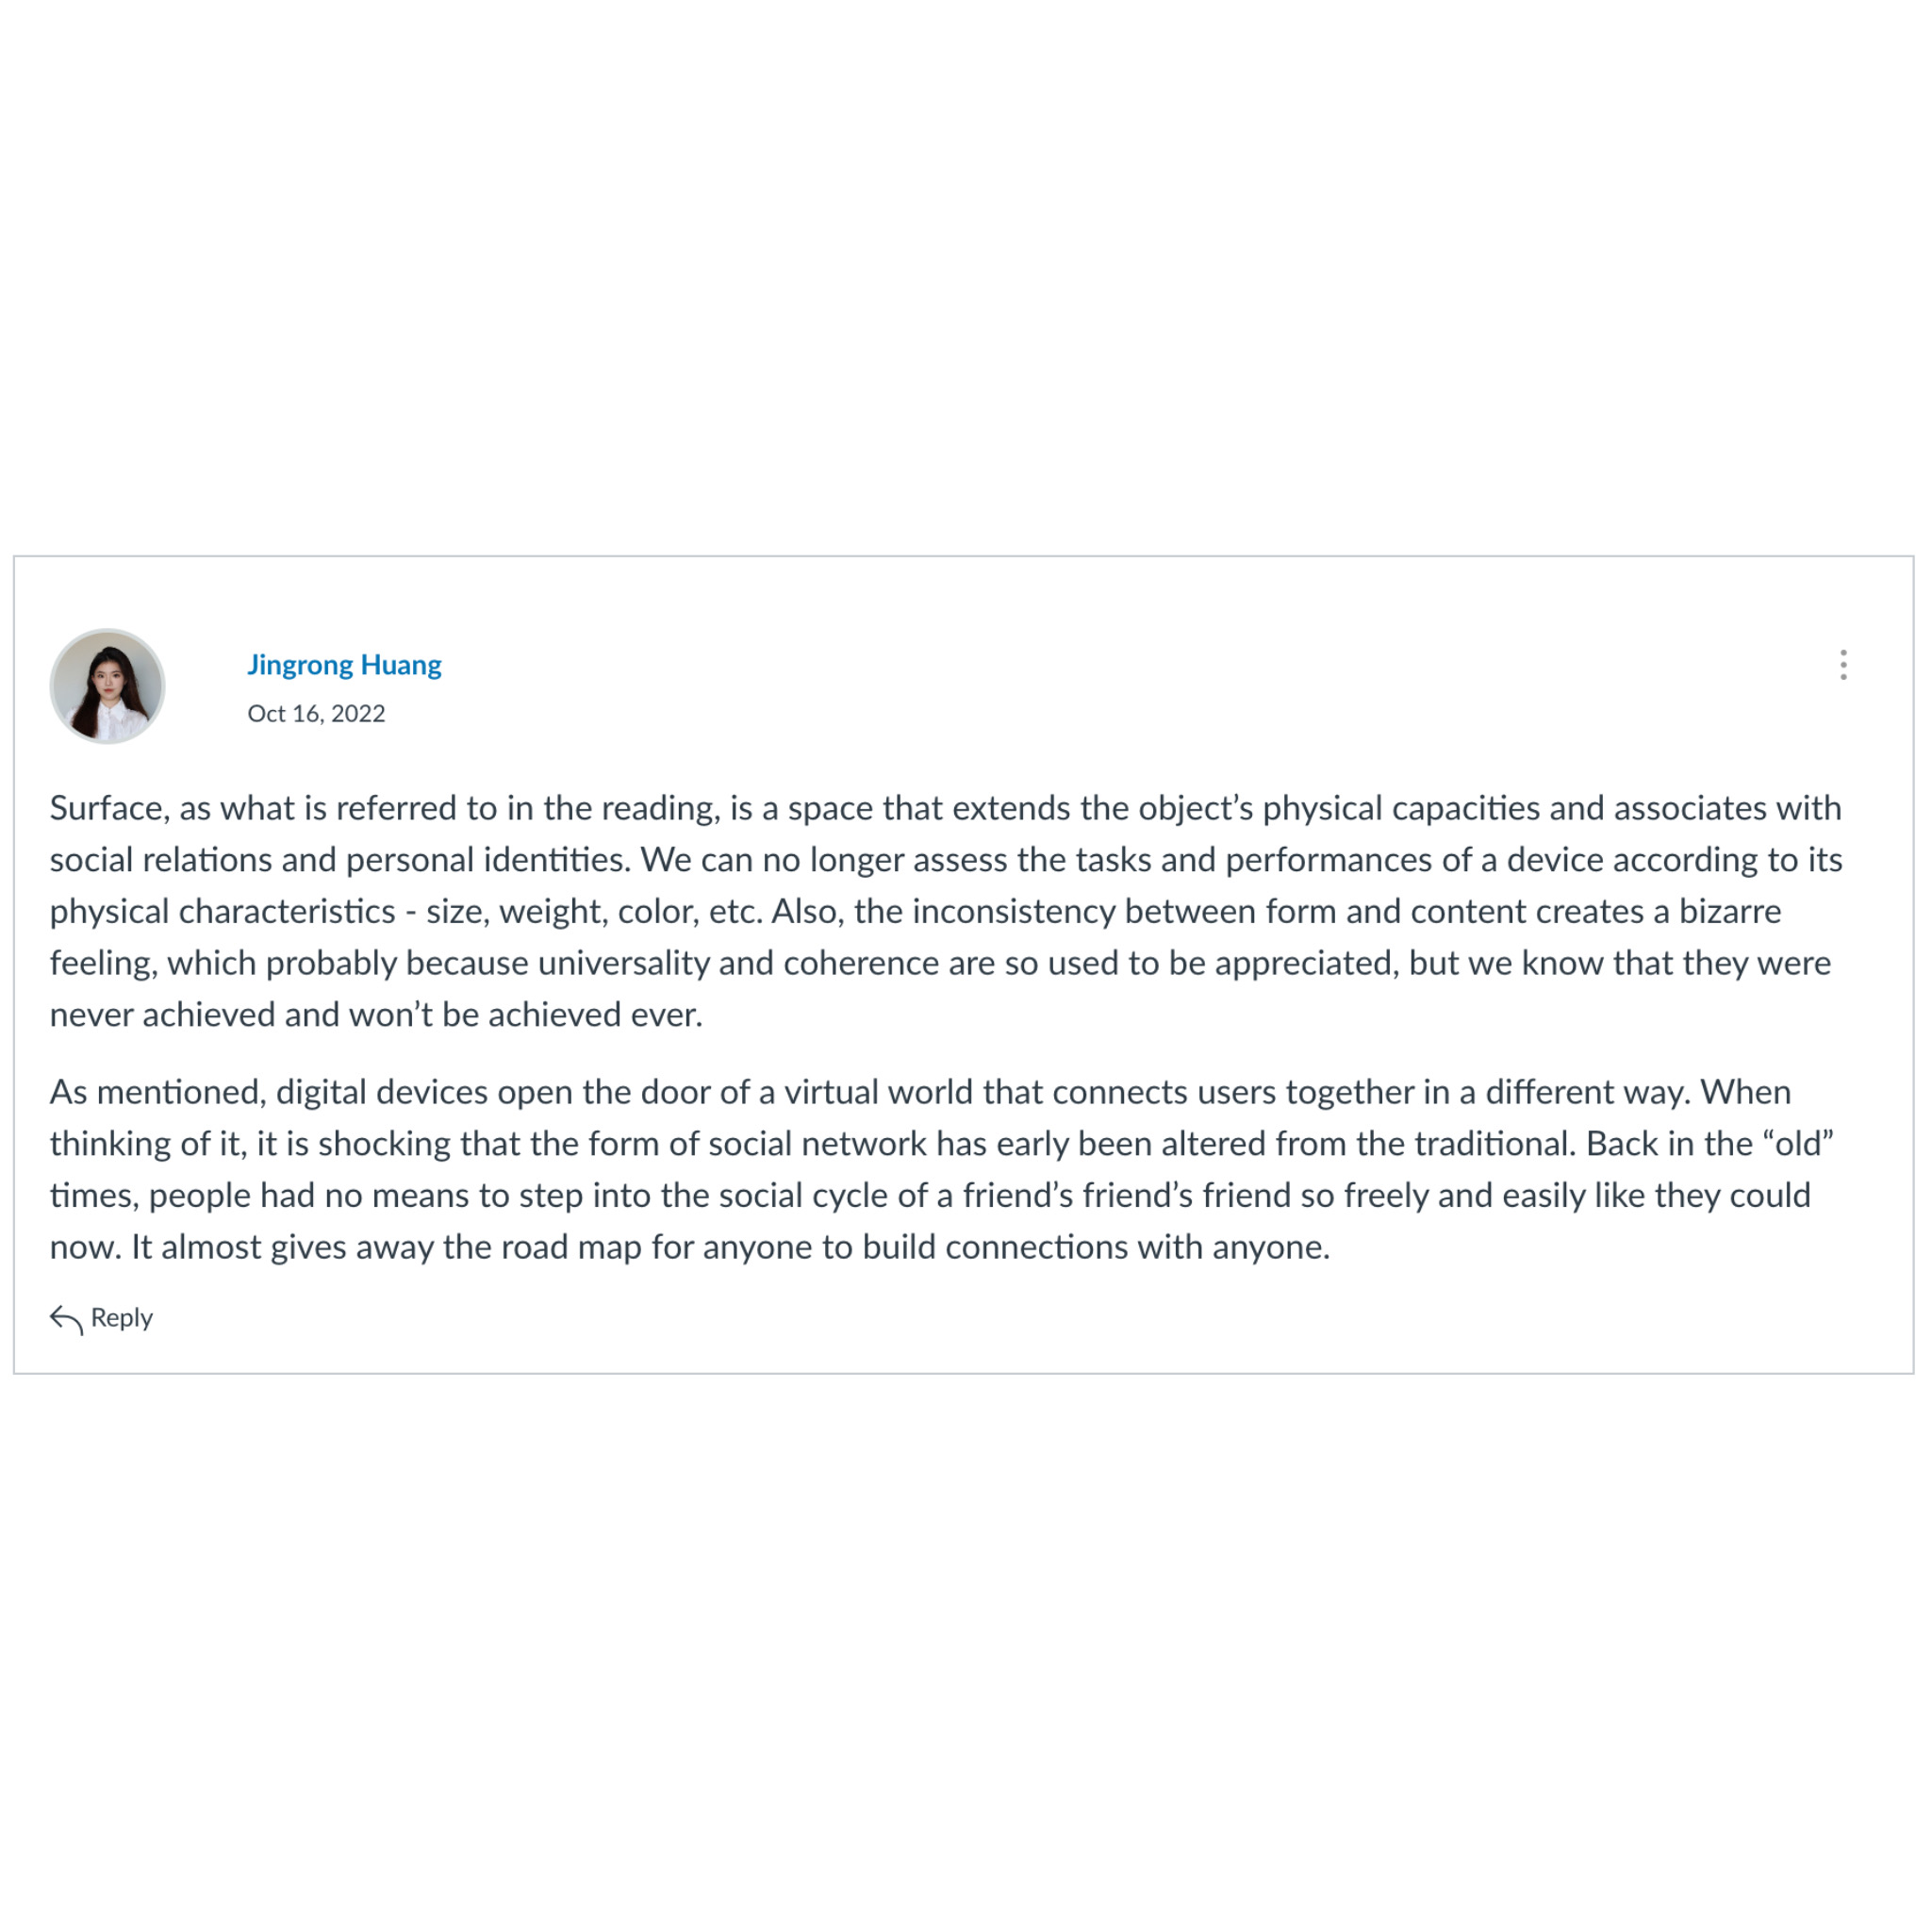 Jingrong Huang
Oct 16, 2022
Surface, as what is referred to in the reading, is a space that extends the object’s physical capacities and associates with
social relations and personal identities. We can no longer assess the tasks and performances of a device according to its
physical characteristics - size, weight, color, etc. Also, the inconsistency between form and content creates a bizarre
feeling, which probably because universality and coherence are so used to be appreciated, but we know that they were
never achieved and won’t be achieved ever.
As mentioned, digital devices open the door of a virtual world that connects users together in a different way. When
thinking of it, it is shocking that the form of social network has early been altered from the traditional. Back in the “old”
times, people had no means to step into the social cycle of a friend’s friend’s friend so freely and easily like they could
now. It almost gives away the road map for anyone to build connections with anyone.
Reply